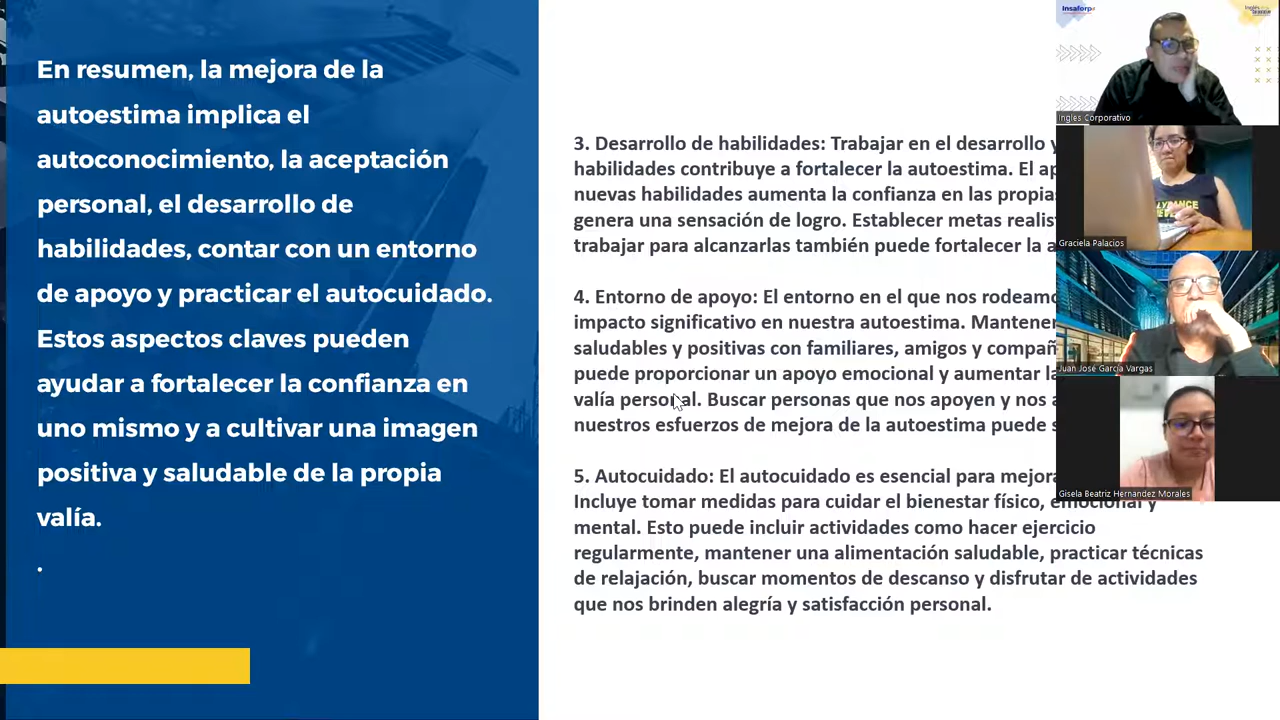 En resumen, la mejora de la
autoestima implica el
autoconocimiento, la aceptación
personal, el desarrollo de
habilidades, contar con un entorno
de apoyo y practicar el autocuidado.
Estos aspectos claves pueden
ayudar a fortalecer la confianza en
uno mismo y a cultivar una imagen
positiva y saludable de la propia
valía.
.
3. Desarrollo de habilidades: Trabajar en el desarrollo y
habilidades contribuye a fortalecer la autoestima. El
nuevas habilidades aumenta la confianza en las propias
genera una sensación de logro. Establecer metas
trabajar para alcanzarlas también puede fortalecer la
4. Entorno de apoyo: El entorno en el que nos
impacto significativo en nuestra autoestima.
saludables y positivas con familiares, amigos y
puede proporcionar un apoyo emocional y aumentar
valía personal. Buscar personas que nos apoyen y nos
nuestros esfuerzos de mejora de la autoestima puede
5. Autocuidado: El autocuidado es esencial para
Incluye tomar medidas para cuidar el bienestar físico, emocional y
mental. Esto puede incluir actividades como hacer ejercicio
regularmente, mantener una alimentación saludable, practicar técnicas
de relajación, buscar momentos de descanso y disfrutar de actividades
que nos brinden alegría y satisfacción personal.
Insaforp
Ingles Corporativo
Graciela Palacios
Juan José García Vargas
Gisela Beatriz Hernández Morales